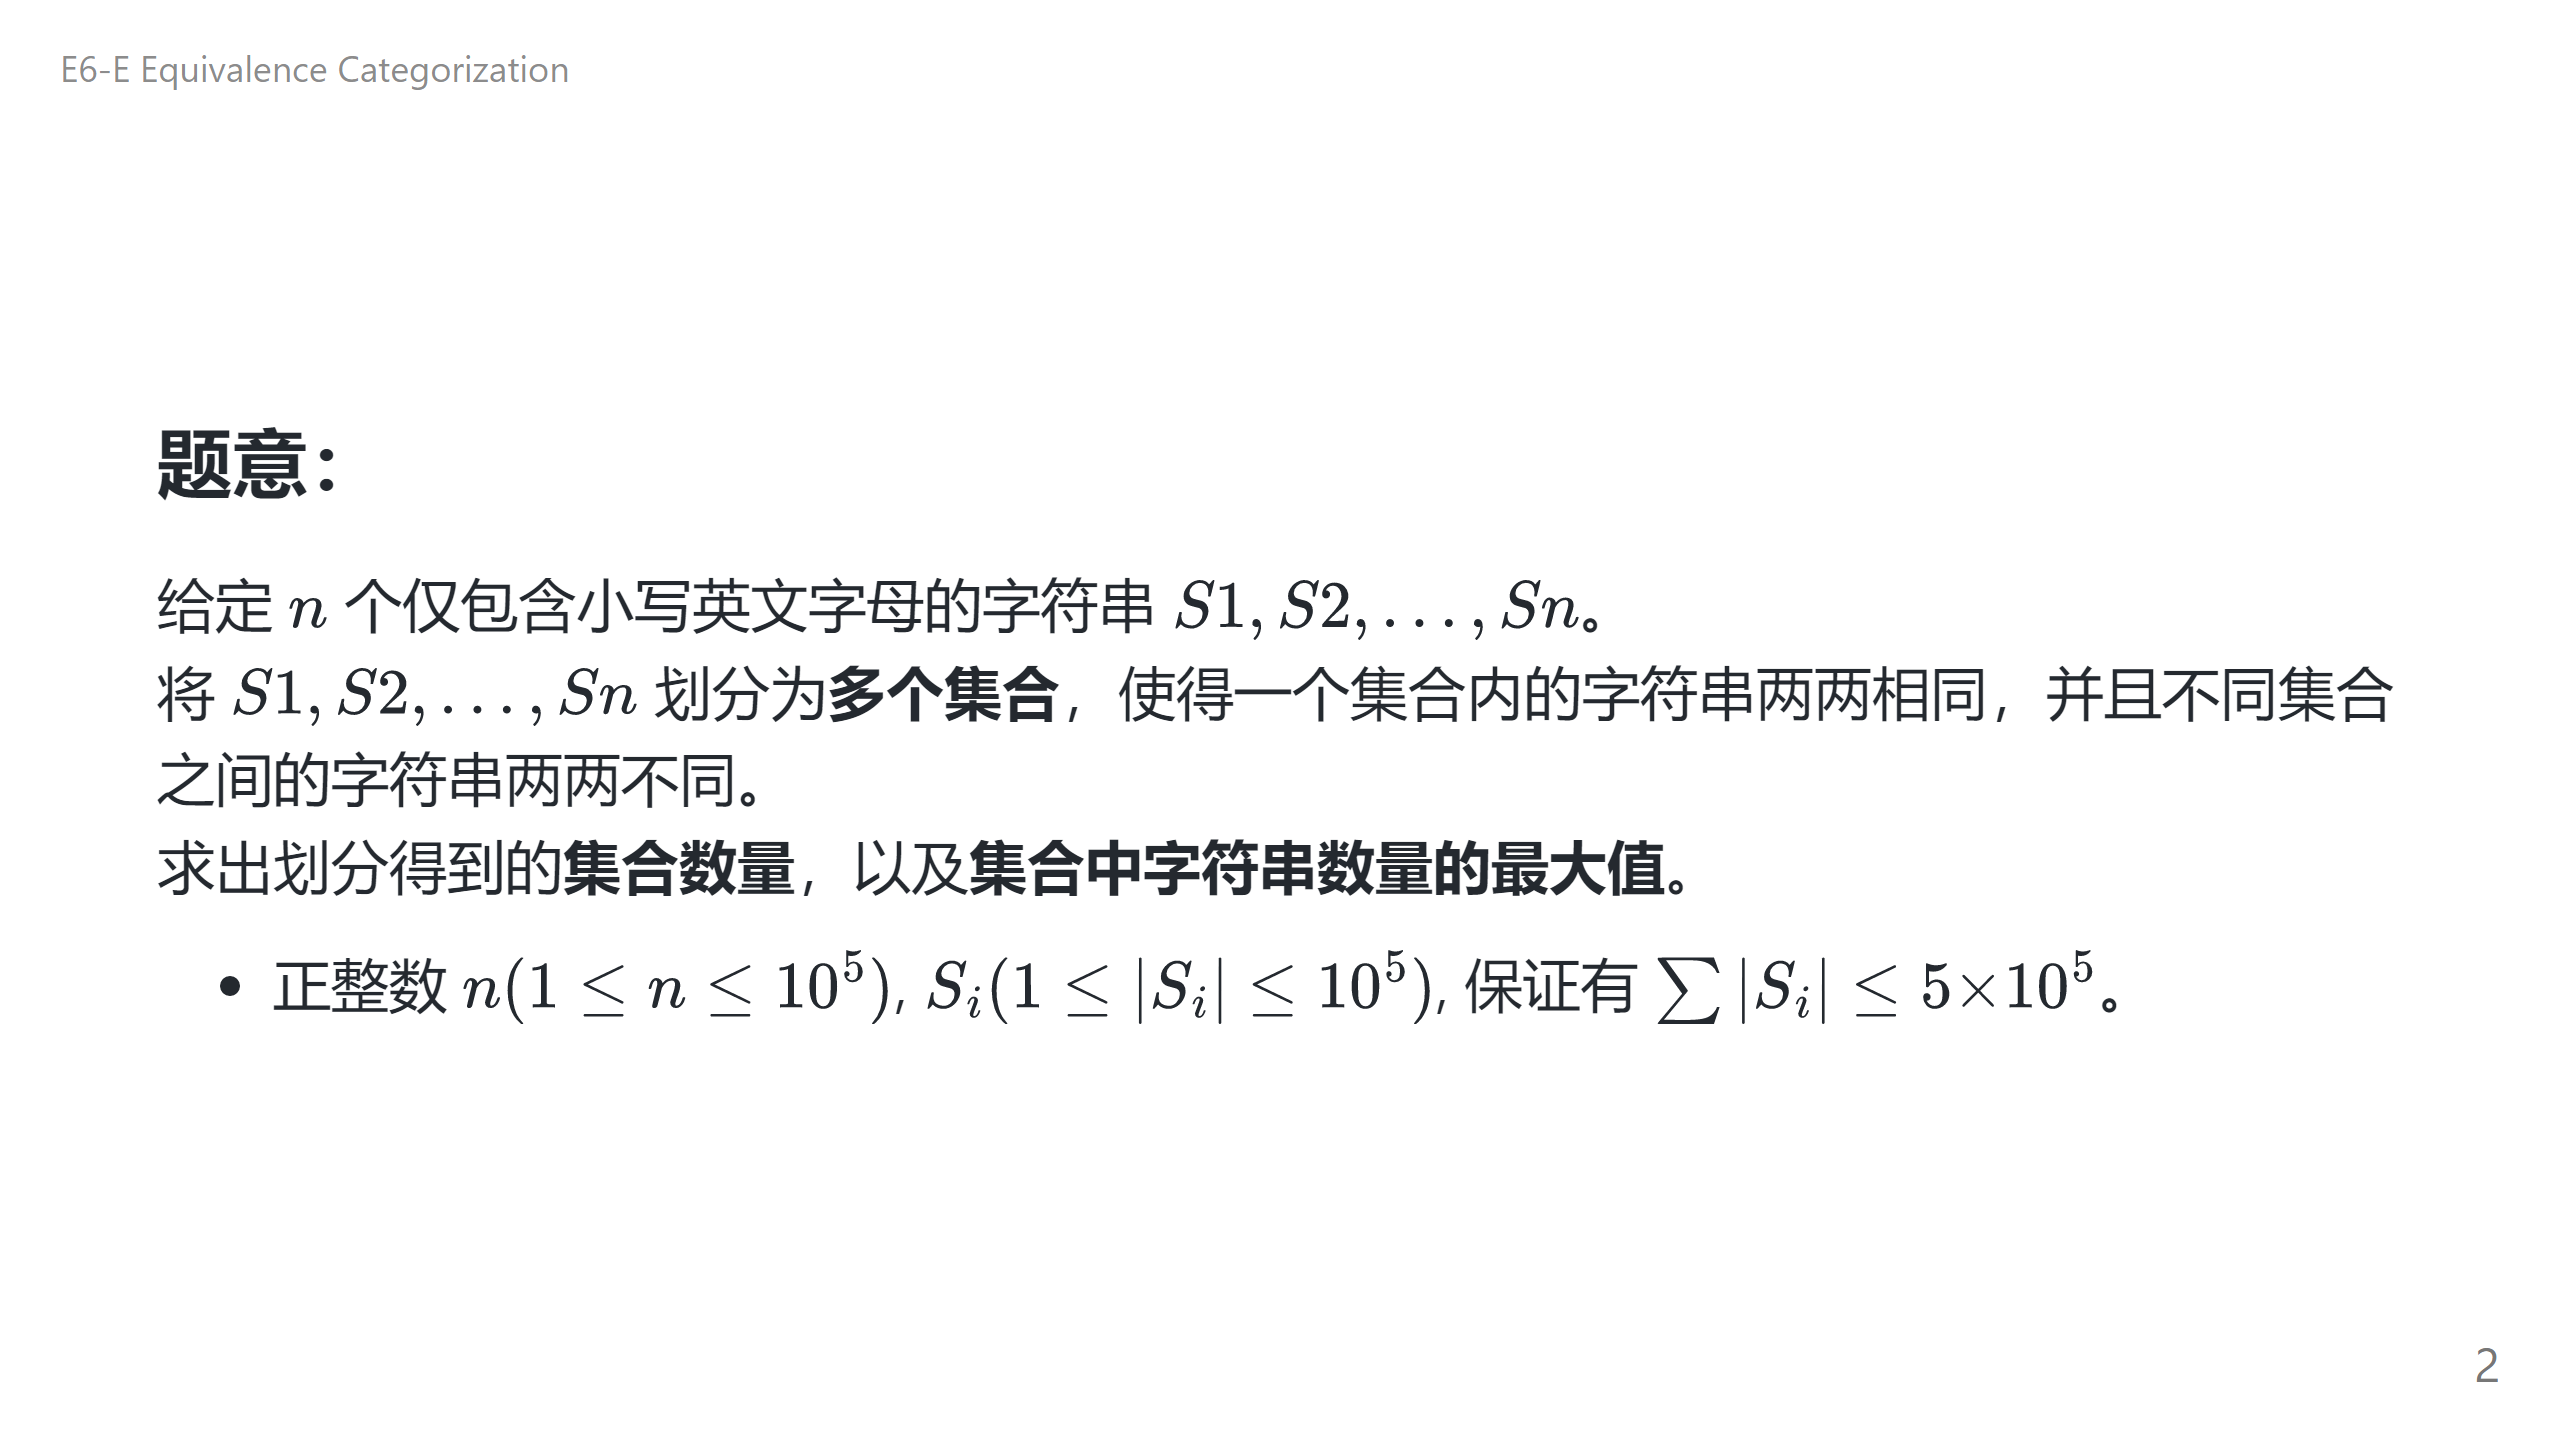 E6-E Equivalence Categorization
题意：
给定 n 个仅包含小写英文字母的字符串 S1, S2, . . . , Sn。
将 S1, S2, . . . , Sn 划分为多个集合，使得一个集合内的字符串两两相同，并且不同集合
之间的字符串两两不同。
求出划分得到的集合数量，以及集合中字符串数量的最大值。
• 正整数 n(1 ≤ n ≤ 10^5), S_i(1 ≤ |S_i| ≤ 10^5), 保证有 ∑ |S_i| ≤ 5×10^5。
2